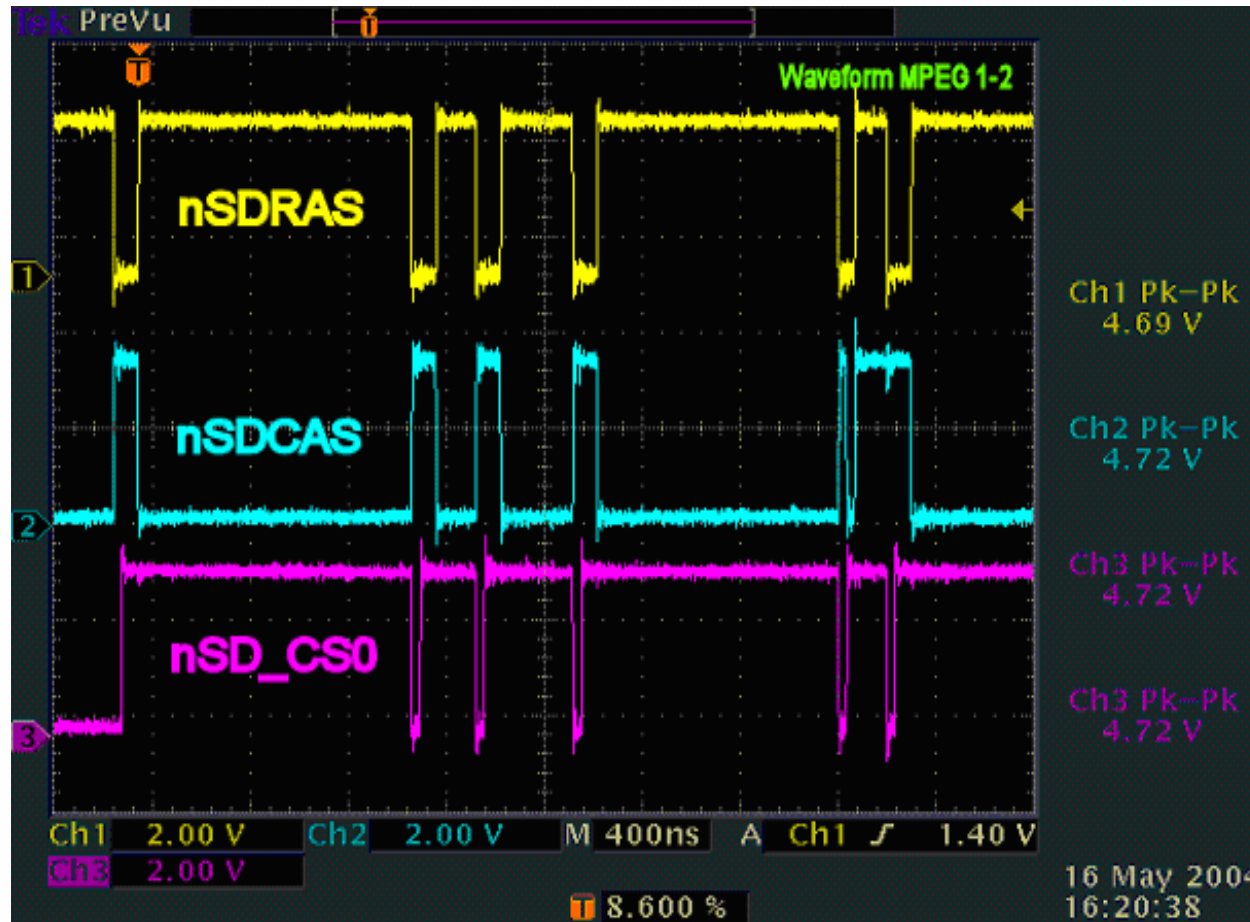 Tek PreVu
T
T
Waveform MPEG 1-2
nSDRAS
1
Ch1 Pk-Pk
4.69 V
nSDCAS
2
Ch2 Pk-Pk
4.72 V
Ch3 Pk-Pk
4.72 V
nSD_CS0
3
Ch3 Pk-Pk
4.72 V
Ch1 2.00 V Ch2 2.00 V M 400ns A Ch1 1.40 V
Ch3 2.00 V
T 8.600 %
16 May 2004
16:20:38